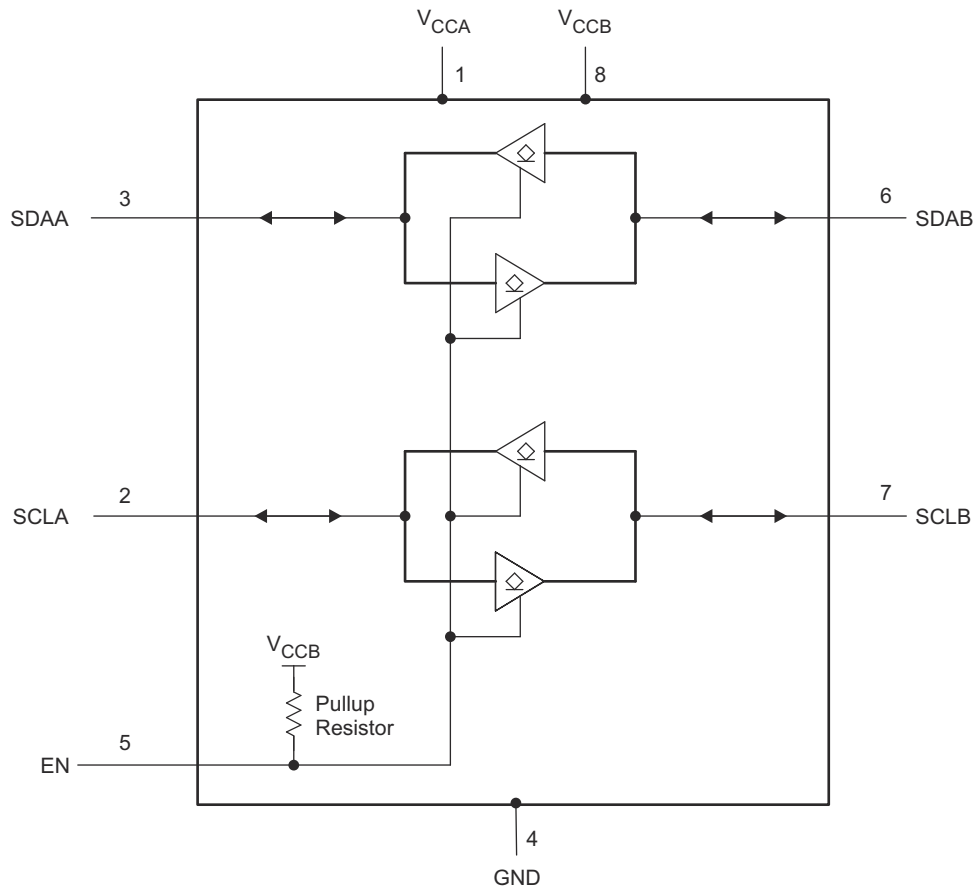 VCCA
VCCB
1
8
3
6
SDAA
SDAB
2
7
SCLA
SCLB
VCCB
Pullup
Resistor
5
EN
4
GND